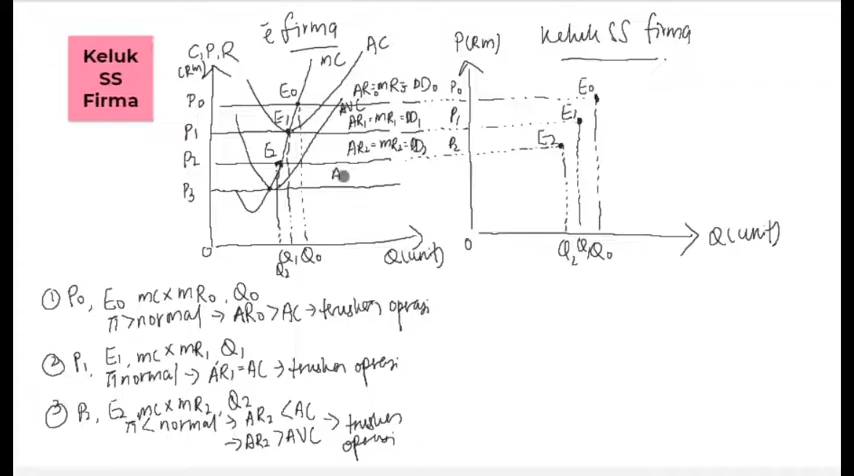 Keluk
SS
Firma
ē firma
C,P,R
(RM)
MC
AC
AVC
P0
P1
P2
P3
E0
E1
E2
AR0=MR0=DD0
AR1=MR1=DD1
AR2=MR2=DD2
A
0
Q2
Q1
Q0
Q(unit)
Keluk SS firma
P(RM)
P0
P1
P2
E0
E1
E2
0
Q2 Q1 Q0
Q(unit)
① P0, E0 MC x MR0, Q0
π>normal → AR0 > AC → teruskan operasi
② P1, E1, MC x MR1, Q1
π normal → AR1 = AC → teruskan operasi
③ P2, E2 MC x MR2, Q2
π < normal → AR2 < AC → teruskan
→ AR2 > AVC operasi